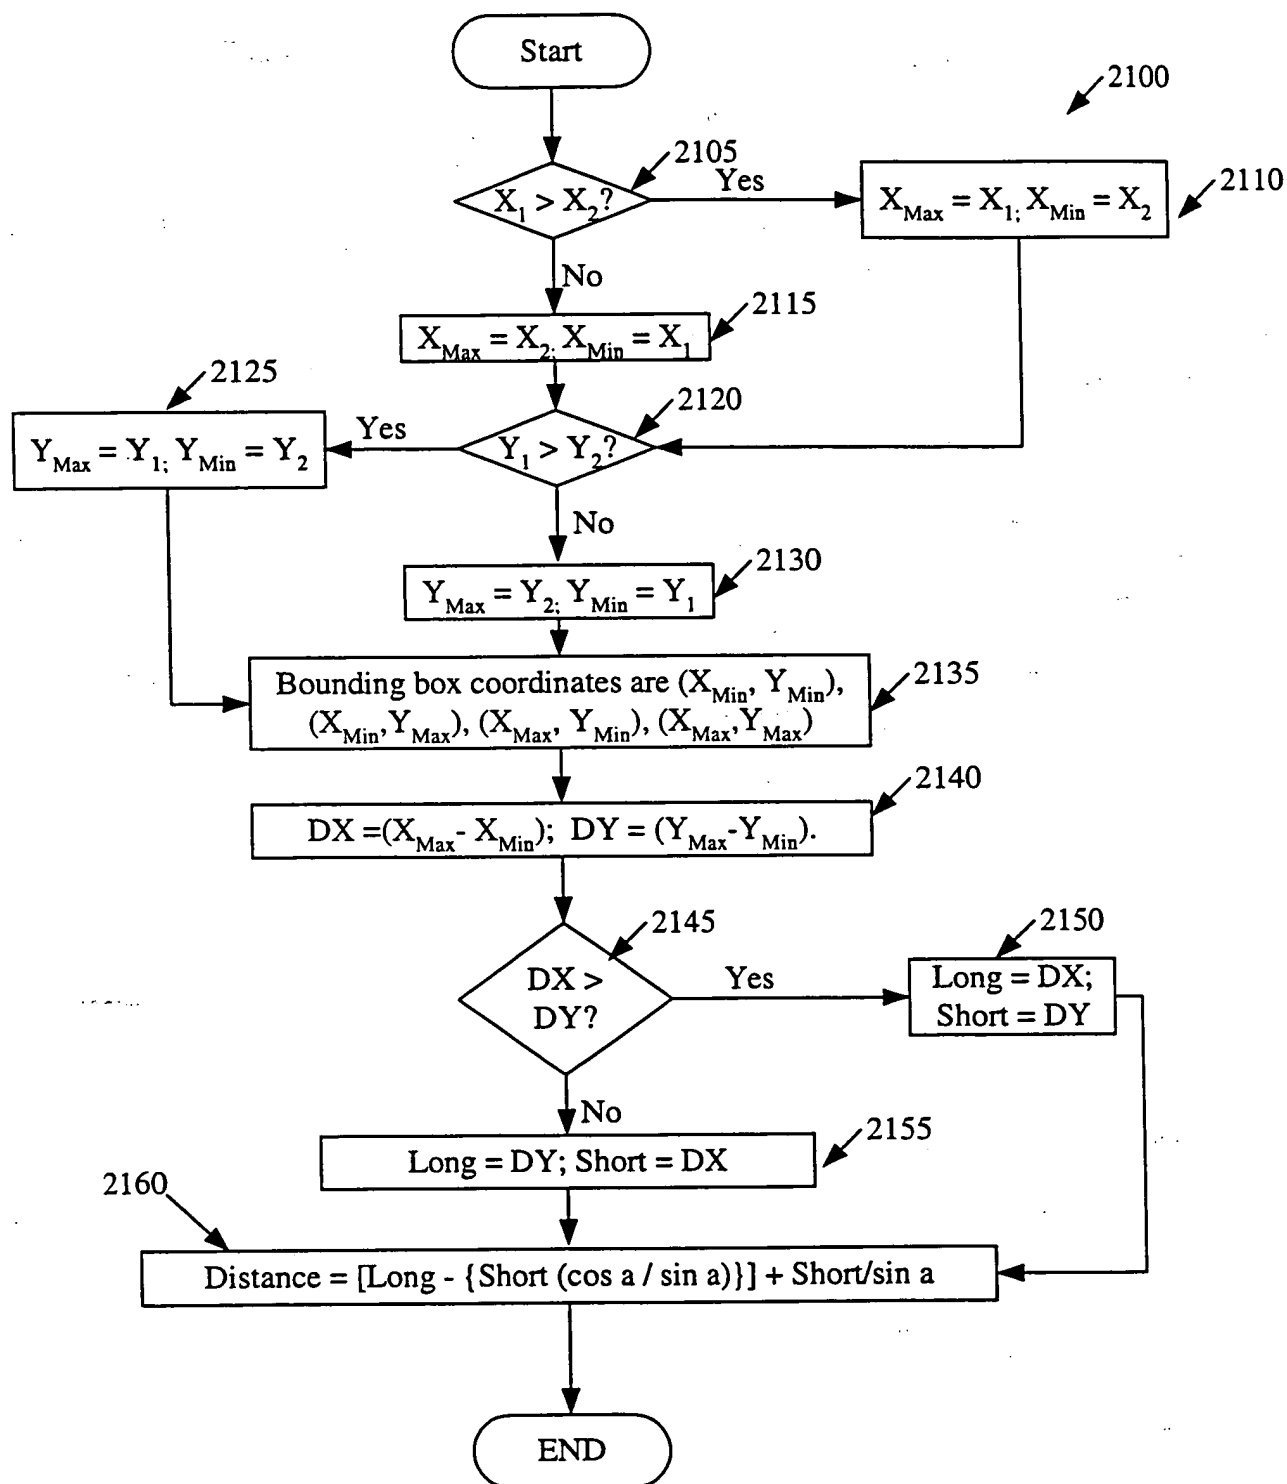 Start
2100
2105
X1 > X2?
Yes
XMax = X1; XMin = X2
2110
No
2115
XMax = X2; XMin = X1
2125
2120
YMax = Y1; YMin = Y2
Yes
Y1 > Y2?
No
2130
YMax = Y2; YMin = Y1
Bounding box coordinates are (XMin, YMin),
(XMin,YMax), (XMax, YMin), (XMax,YMax)
2135
2140
DX =(XMax- XMin); DY = (YMax-YMin).
2145
2150
DX >
DY?
Yes
Long = DX;
Short = DY
No
2155
Long = DY; Short = DX
2160
Distance = [Long - {Short (cos a / sin a)}] + Short/sin a
END